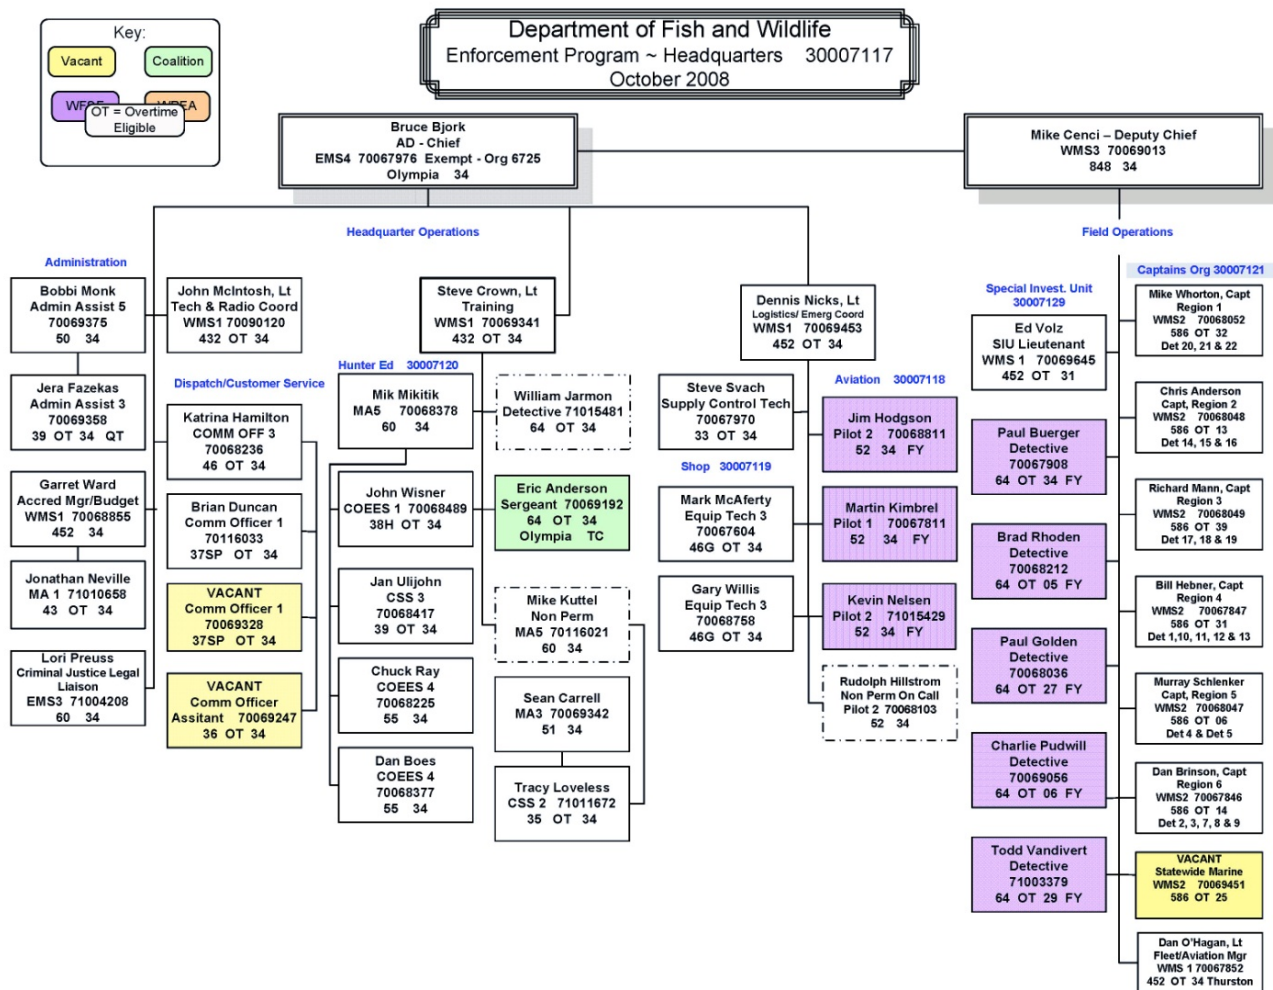 Key:
Vacant
Coalition
OT = Overtime
Eligible
Department of Fish and Wildlife
Enforcement Program ~ Headquarters 30007117
October 2008
Bruce Bjork
AD - Chief
EMS4 70067976 Exempt - Org 6725
Olympia 34
Mike Cenci – Deputy Chief
WMS3 70069013
848 34
Headquarter Operations
Field Operations
Administration
Bobbi Monk
Admin Assist 5
70069375
50 34
Jera Fazekas
Admin Assist 3
70069358
39 OT 34 QT
Garret Ward
Accred Mgr/Budget
WMS1 70068855
452 34
Jonathan Neville
MA 1 71010658
43 OT 34
Lori Preuss
Criminal Justice Legal
Liaison
EMS3 71004208
60 34
John McIntosh, Lt
Tech & Radio Coord
WMS1 70090120
432 OT 34
Dispatch/Customer Service
Katrina Hamilton
COMM OFF 3
70068236
46 OT 34
Brian Duncan
Comm Officer 1
70116033
37SP OT 34
VACANT
Comm Officer 1
70069328
37SP OT 34
VACANT
Comm Officer
Assitant 70069247
36 OT 34
Steve Crown, Lt
Training
WMS1 70069341
432 OT 34
Hunter Ed 30007120
Mik Mikitik
MA5 70068378
60 34
John Wisner
COEES 1 70068489
38H OT 34
Jan Ulijohn
CSS 3
70068417
39 OT 34
Chuck Ray
COEES 4
70068225
55 34
Dan Boes
COEES 4
70068377
55 34
William Jarmon
Detective 71015481
64 OT 34
Eric Anderson
Sergeant 70069192
64 OT 34
Olympia TC
Mike Kuttel
Non Perm
MA5 70116021
60 34
Sean Carrell
MA3 70069342
51 34
Tracy Loveless
CSS 2 71011672
35 OT 34
Dennis Nicks, Lt
Logistics/ Emerg Coord
WMS1 70069453
452 OT 34
Steve Svach
Supply Control Tech
70067970
33 OT 34
Shop 30007119
Mark McAferty
Equip Tech 3
70067604
46G OT 34
Gary Willis
Equip Tech 3
70068758
46G OT 34
Aviation 30007118
Jim Hodgson
Pilot 2 70068811
52 34 FY
Martin Kimbrel
Pilot 1 70067811
52 34 FY
Kevin Nelsen
Pilot 2 71015429
52 34 FY
Rudolph Hillstrom
Non Perm On Call
Pilot 2 70068103
52 34
Special Invest. Unit
30007129
Ed Volz
SIU Lieutenant
WMS 1 70069645
452 OT 31
Paul Buerger
Detective
70067908
64 OT 34 FY
Brad Rhoden
Detective
70068212
64 OT 05 FY
Paul Golden
Detective
70068036
64 OT 27 FY
Charlie Pudwill
Detective
70069056
64 OT 06 FY
Todd Vandivert
Detective
71003379
64 OT 29 FY
Captains Org 30007121
Mike Whorton, Capt
Region 1
WMS2 70068052
586 OT 32
Det 20, 21 & 22
Chris Anderson
Capt, Region 2
WMS2 70068048
586 OT 13
Det 14, 15 & 16
Richard Mann, Capt
Region 3
WMS2 70068049
586 OT 39
Det 17, 18 & 19
Bill Hebner, Capt
Region 4
WMS2 70067847
586 OT 31
Det 1,10, 11, 12 & 13
Murray Schlenker
Capt, Region 5
WMS2 70068047
586 OT 06
Det 4 & Det 5
Dan Brinson, Capt
Region 6
WMS2 70067846
586 OT 14
Det 2, 3, 7, 8 & 9
VACANT
Statewide Marine
WMS2 70069451
586 OT 25
Dan O'Hagan, Lt
Fleet/Aviation Mgr
WMS 1 70067852
452 OT 34 Thurston